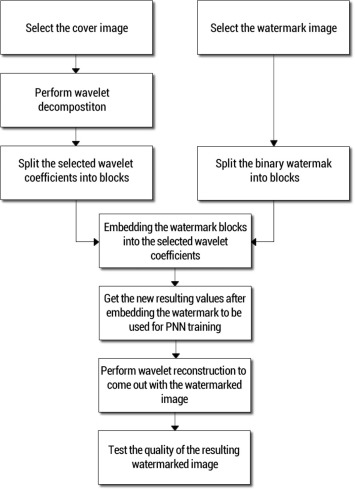 Select the cover image
Select the watermark image
Perform wavelet
decompostiton
Split the selected wavelet
coefficients into blocks
Split the binary watermak
into blocks
Embedding the watermark blocks
into the selected wavelet
coefficients
Get the new resulting values after
embedding the watermark to be
used for PNN training
Perform wavelet reconstruction to
come out with the watermarked
image
Test the quality of the resulting
watermarked image